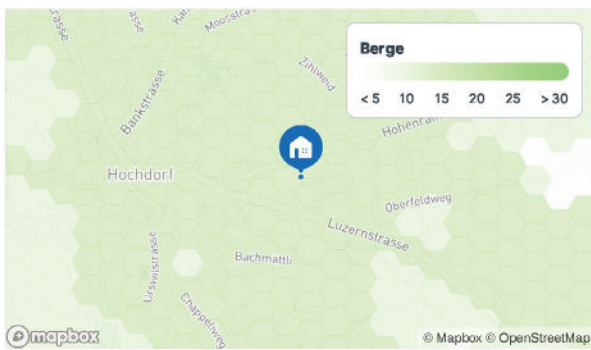 Moosstrasse
Berge
< 5 10 15 20 25 > 30
Zihlweid
Bankstrasse
Hochdorf
Oberfeldweg
Luzernstrasse
Urswilstrasse
Bachmattli
Chappelweg
mapbox
© Mapbox © OpenStreetMap